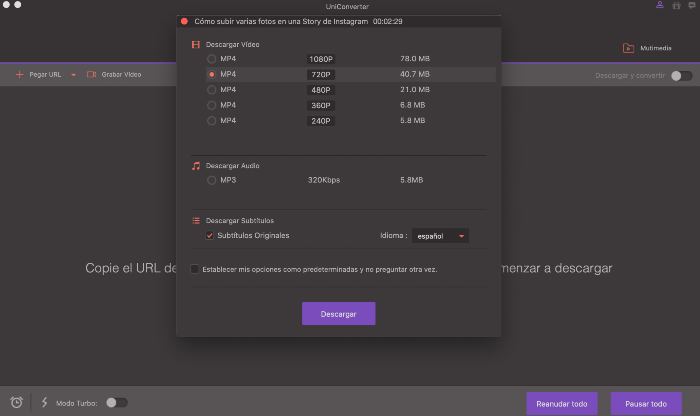 UniConverter
Cómo subir varias fotos en una Story de Instagram 00:02:29
Mutimedia
Pegar URL
Grabar Vídeo
Descargar y convertir
Descargar Vídeo
MP4 1080P 78.0 MB
MP4 720P 40.7 MB
MP4 480P 21.0 MB
MP4 360P 6.8 MB
MP4 240P 5.8 MB
Descargar Audio
MP3 320Kbps 5.8MB
Descargar Subtítulos
Subtítulos Originales Idioma : español
Copie el URL de
menzar a descargar
Establecer mis opciones como predeterminadas y no preguntar otra vez.
Descargar
Modo Turbo:
Reanudar todo
Pausar todo